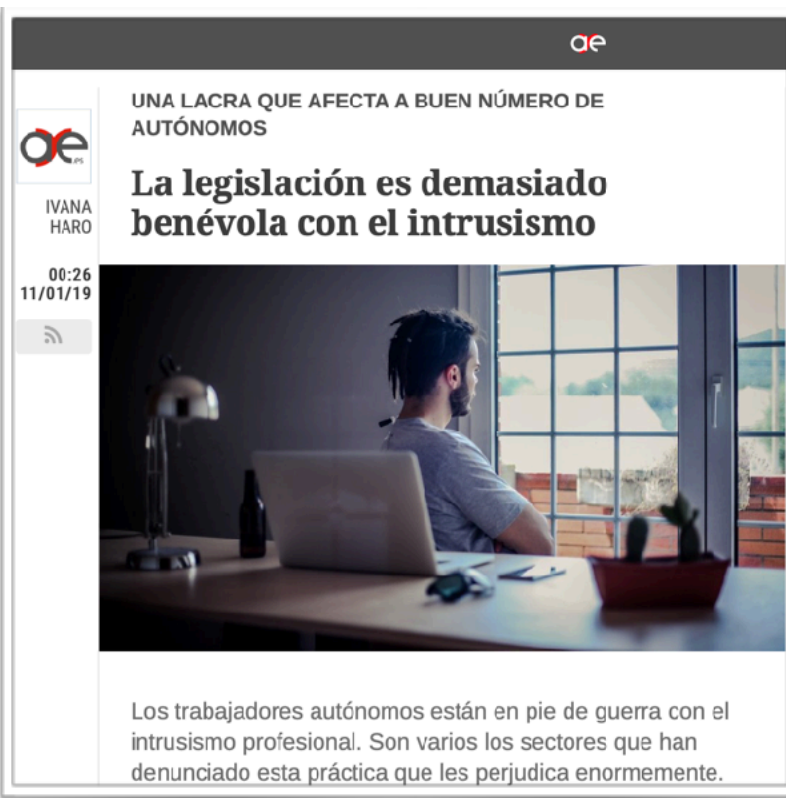 ae
UNA LACRA QUE AFECTA A BUEN NÚMERO DE
AUTÓNOMOS
ae.es
La legislación es demasiado
benévola con el intrusismo
IVANA
HARO
00:26
11/01/19
Los trabajadores autónomos están en pie de guerra con el
intrusismo profesional. Son varios los sectores que han
denunciado esta práctica que les perjudica enormemente.